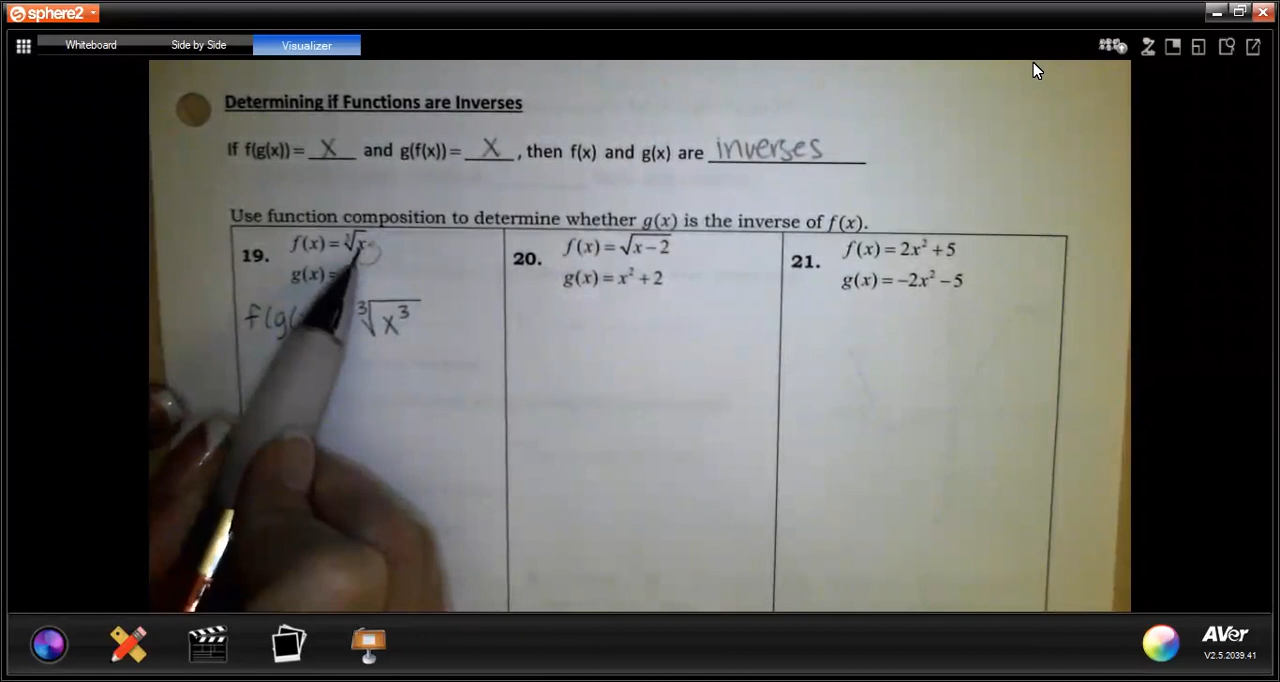 sphere2
Whiteboard Side by Side Visualizer
Determining if Functions are Inverses
If f(g(x)) = x and g(f(x)) = x, then f(x) and g(x) are inverses
Use function composition to determine whether g(x) is the inverse of f(x).
19. f(x) = ∛x
g(x) =
f(g( ∛x³
20. f(x) = √x−2
g(x) = x² + 2
21. f(x) = 2x² + 5
g(x) = −2x² − 5
AVer
V2.5.2039.41